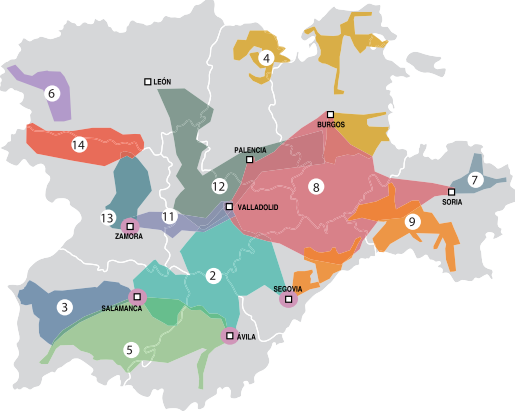 4
LEÓN
6
BURGOS
14
PALENCIA
7
12
8
SORIA
13
11
VALLADOLID
9
ZAMORA
2
SEGOVIA
3
SALAMANCA
ÁVILA
5